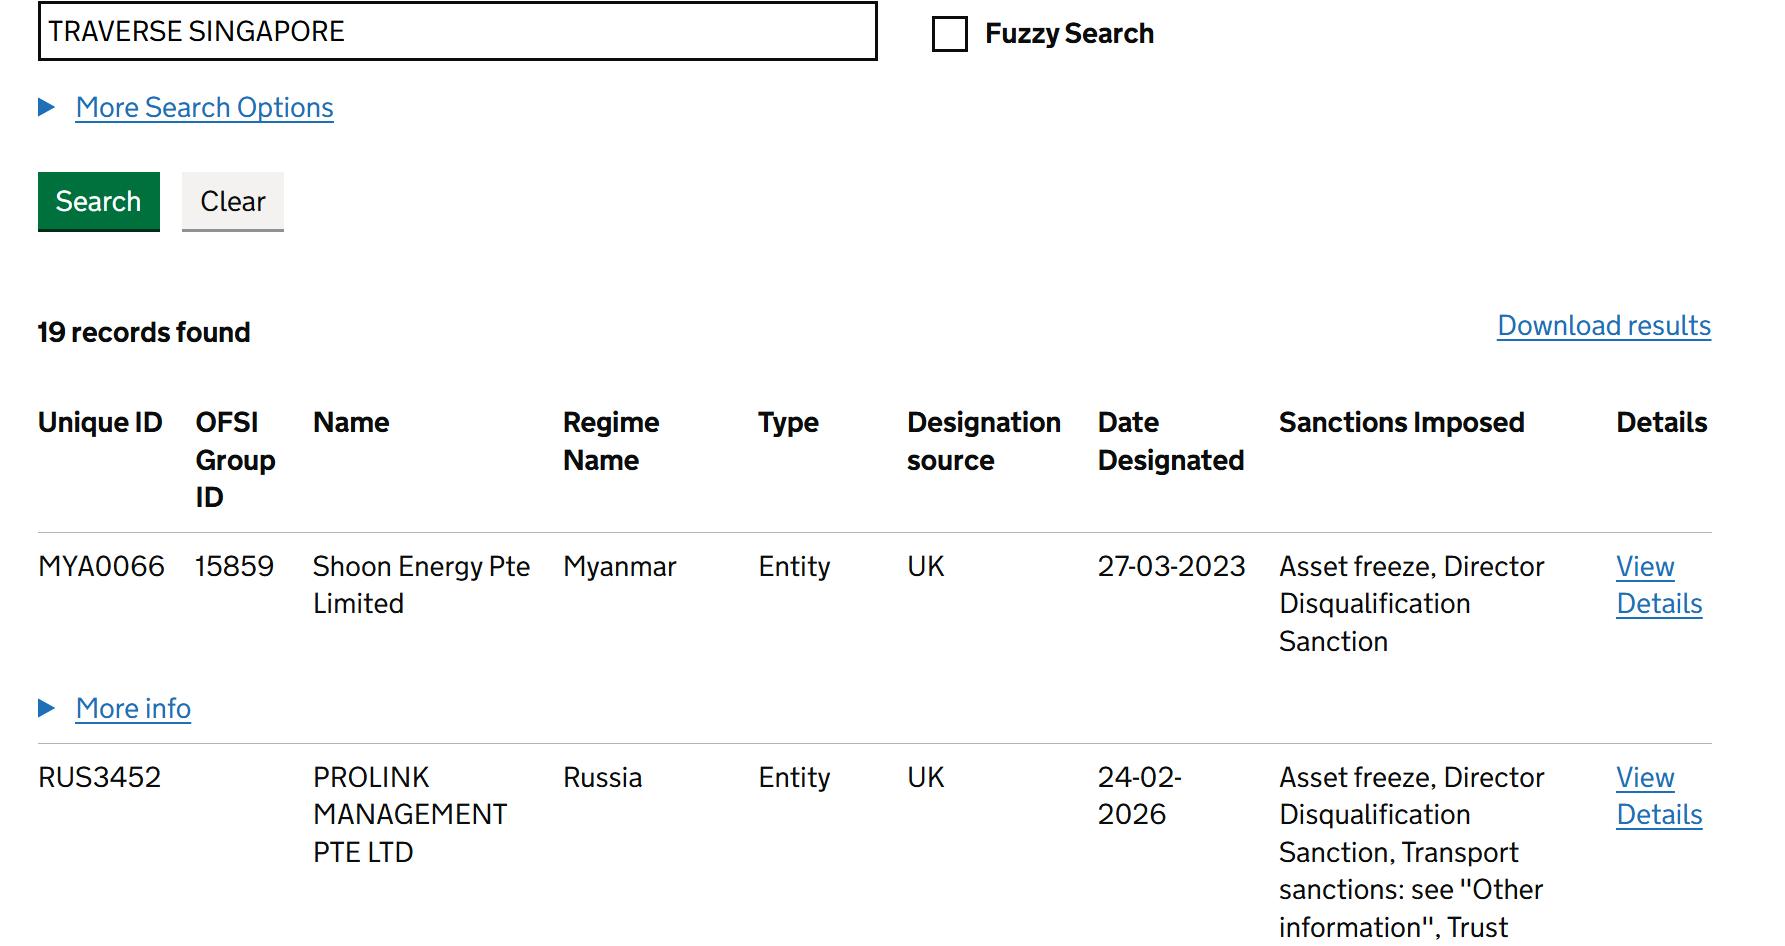 TRAVERSE SINGAPORE
Fuzzy Search
More Search Options
Search
Clear
19 records found
Download results
Unique ID
OFSI
Group
ID
Name
Regime
Name
Type
Designation
source
Date
Designated
Sanctions Imposed
Details
MYA0066
15859
Shoon Energy Pte
Limited
Myanmar
Entity
UK
27-03-2023
Asset freeze, Director
Disqualification
Sanction
View
Details
More info
RUS3452
PROLINK
MANAGEMENT
PTE LTD
Russia
Entity
UK
24-02-
2026
Asset freeze, Director
Disqualification
Sanction, Transport
sanctions: see "Other
information", Trust
View
Details